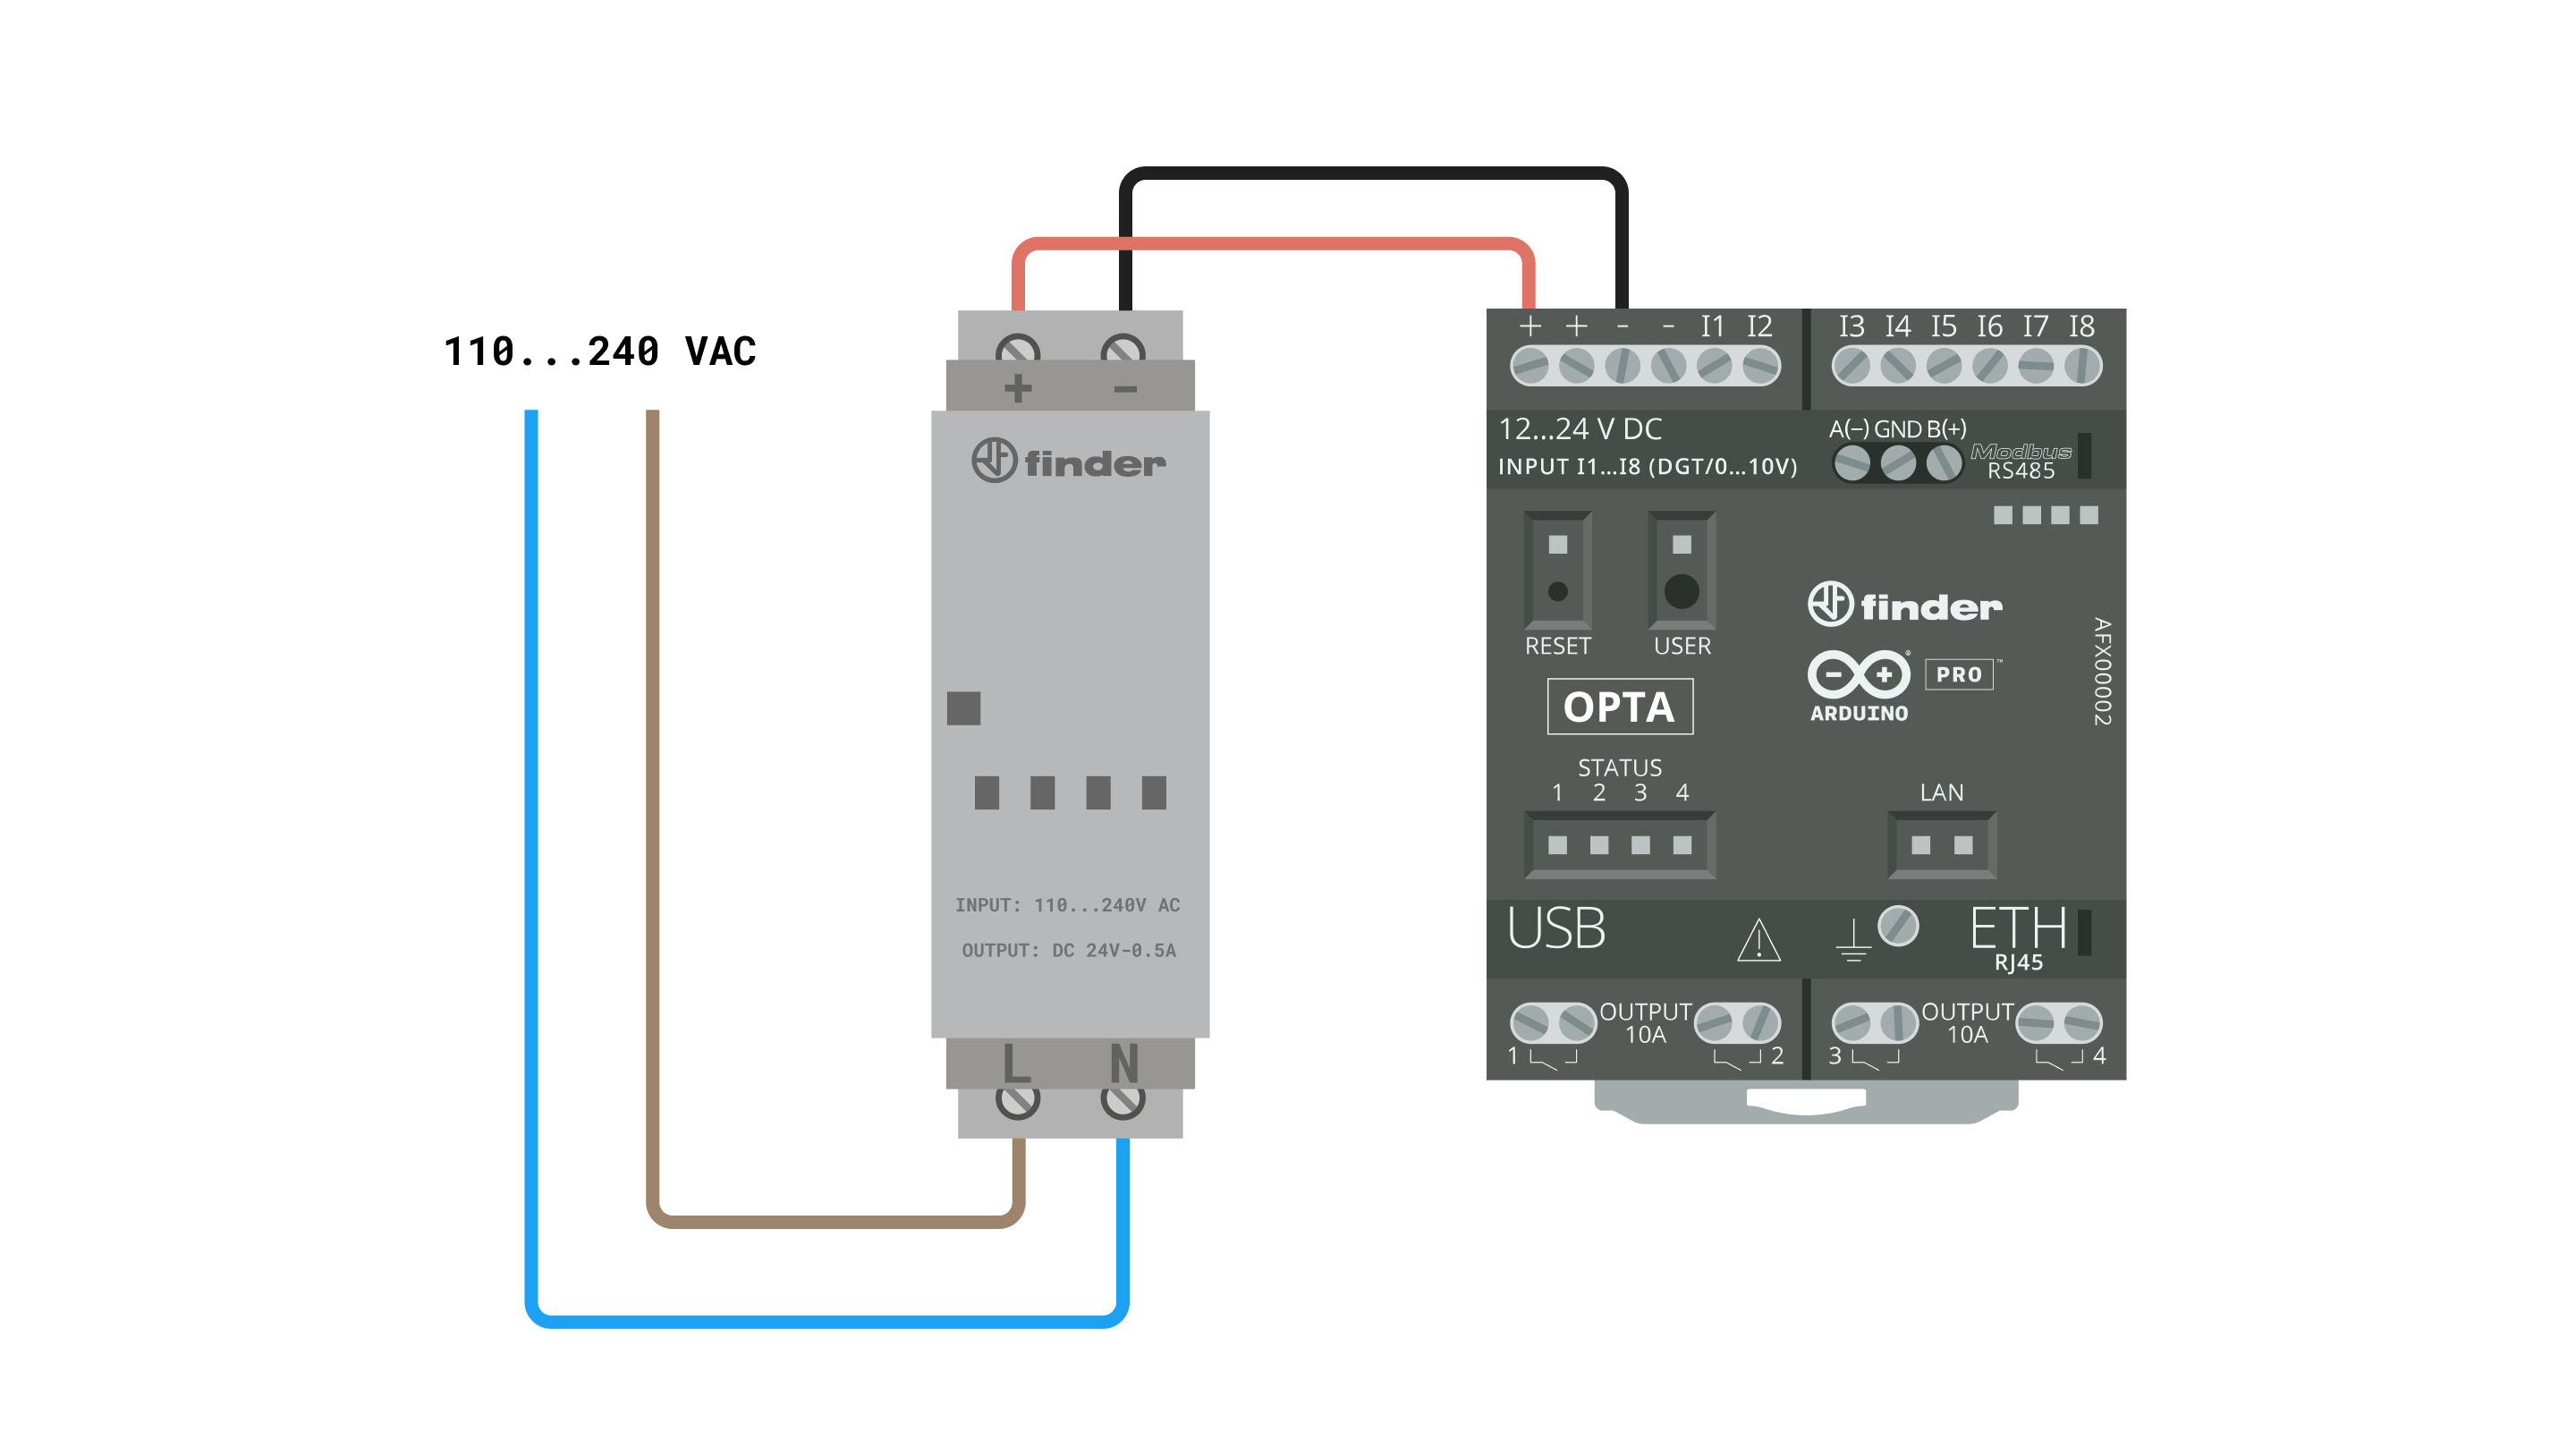 110...240 VAC
+ -
finder
INPUT: 110...240V AC
OUTPUT: DC 24V-0.5A
L N
+ + - - I1 I2 I3 I4 I5 I6 I7 I8
12...24 V DC
INPUT I1...I8 (DGT/0...10V)
A(-) GND B(+)
Modbus
RS485
RESET USER
finder
OPTA
ARDUINO
® PRO ™
AFX00002
STATUS
1 2 3 4
LAN
USB
ETH
RJ45
1 OUTPUT 10A 2
3 OUTPUT 10A 4